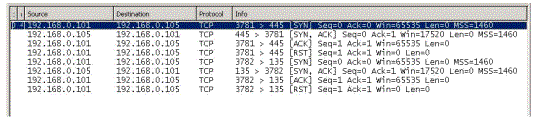 Source Destination Protocol Info
192.168.0.101 192.168.0.105 TCP 3781 > 445 [SYN] Seq=0 Ack=0 Win=65535 Len=0 MSS=1460
192.168.0.105 192.168.0.101 TCP 445 > 3781 [SYN, ACK] Seq=0 Ack=1 Win=17520 Len=0 MSS=1460
192.168.0.101 192.168.0.105 TCP 3781 > 445 [ACK] Seq=1 Ack=1 Win=65535 Len=0
192.168.0.101 192.168.0.105 TCP 3781 > 445 [RST] Seq=1 Ack=1 Win=0 Len=0
192.168.0.101 192.168.0.105 TCP 3782 > 135 [SYN] Seq=0 Ack=0 Win=65535 Len=0 MSS=1460
192.168.0.105 192.168.0.101 TCP 135 > 3782 [SYN, ACK] Seq=0 Ack=1 Win=17520 Len=0 MSS=1460
192.168.0.101 192.168.0.105 TCP 3782 > 135 [ACK] Seq=1 Ack=1 Win=65535 Len=0
192.168.0.101 192.168.0.105 TCP 3782 > 135 [RST] Seq=1 Ack=1 Win=0 Len=0